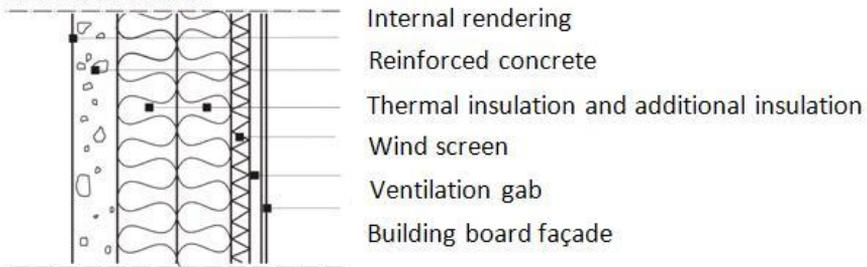 Internal rendering
Reinforced concrete
Thermal insulation and additional insulation
Wind screen
Ventilation gab
Building board façade